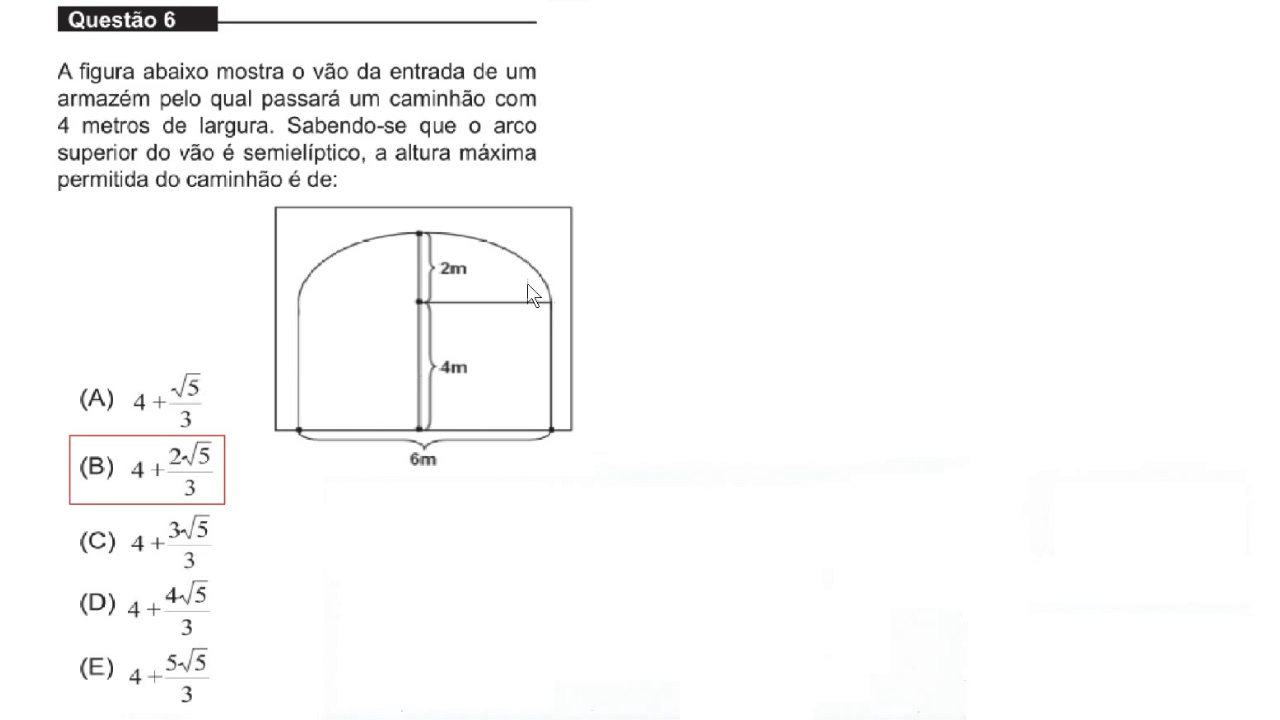 Questão 6
A figura abaixo mostra o vão da entrada de um
armazém pelo qual passará um caminhão com
4 metros de largura. Sabendo-se que o arco
superior do vão é semielíptico, a altura máxima
permitida do caminhão é de:
2m
4m
6m
(A) 4 + √5/3
(B) 4 + 2√5/3
(C) 4 + 3√5/3
(D) 4 + 4√5/3
(E) 4 + 5√5/3